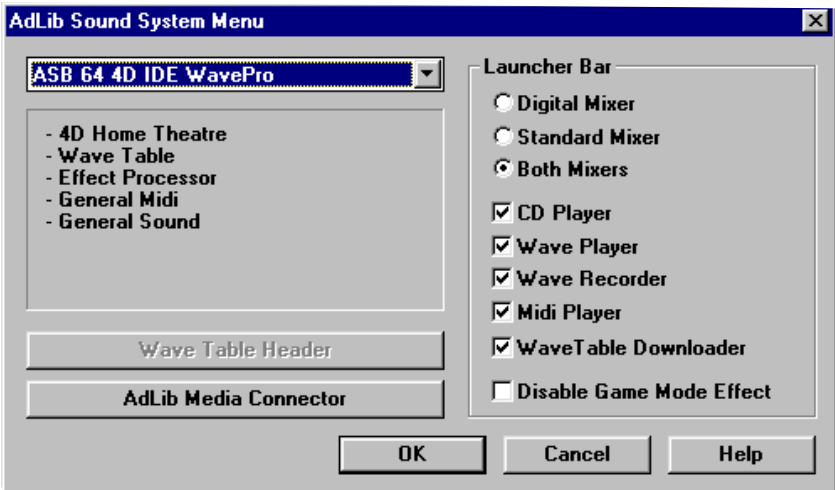 AdLib Sound System Menu
ASB 64 4D IDE WavePro
- 4D Home Theatre
- Wave Table
- Effect Processor
- General Midi
- General Sound
Wave Table Header
AdLib Media Connector
Launcher Bar
Digital Mixer
Standard Mixer
Both Mixers
CD Player
Wave Player
Wave Recorder
Midi Player
WaveTable Downloader
Disable Game Mode Effect
OK
Cancel
Help